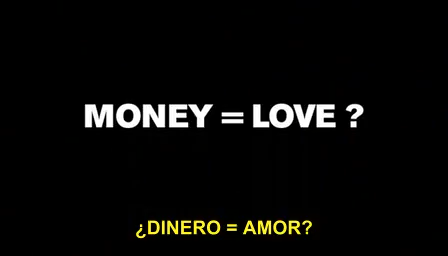 MONEY = LOVE ?
¿DINERO = AMOR?